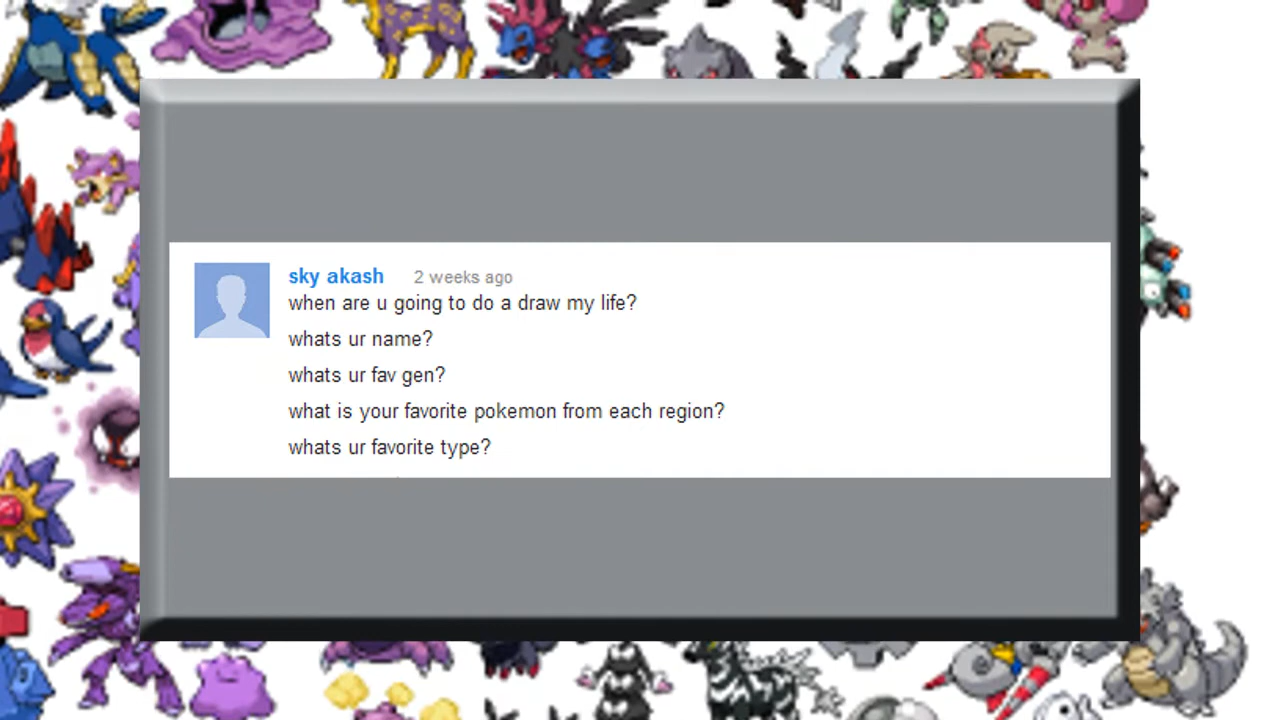 sky akash 2 weeks ago
when are u going to do a draw my life?
whats ur name?
whats ur fav gen?
what is your favorite pokemon from each region?
whats ur favorite type?